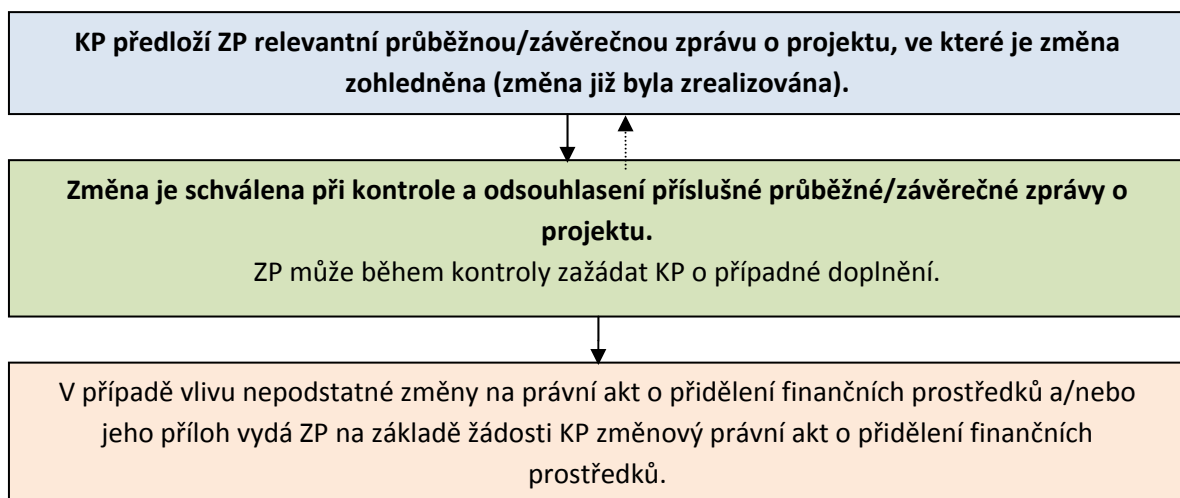 KP předloží ZP relevantní průběžnou/závěrečnou zprávu o projektu, ve které je změna
zohledněna (změna již byla zrealizována).
Změna je schválena při kontrole a odsouhlasení příslušné průběžné/závěrečné zprávy o
projektu.
ZP může během kontroly zažádat KP o případné doplnění.
V případě vlivu nepodstatné změny na právní akt o přidělení finančních prostředků a/nebo
jeho příloh vydá ZP na základě žádosti KP změnový právní akt o přidělení finančních
prostředků.